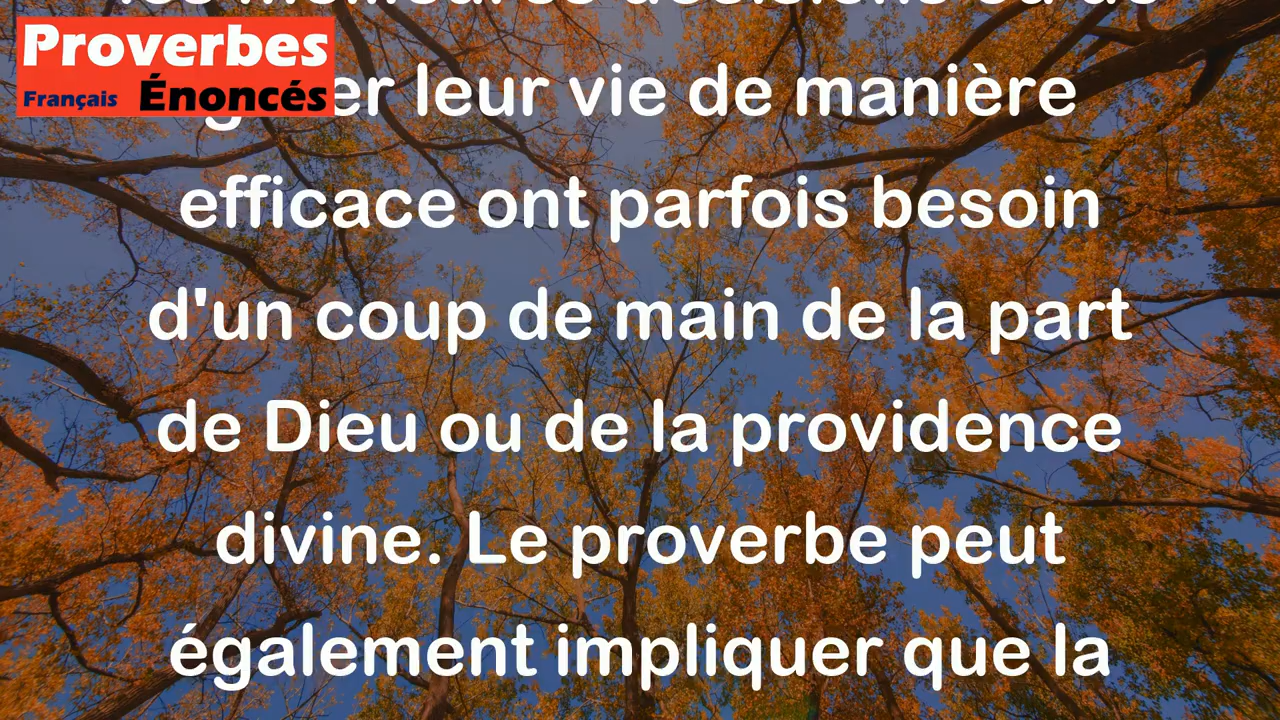 Proverbes
Français Énoncés
leur vie de manière
efficace ont parfois besoin
d'un coup de main de la part
de Dieu ou de la providence
divine. Le proverbe peut
également impliquer que la